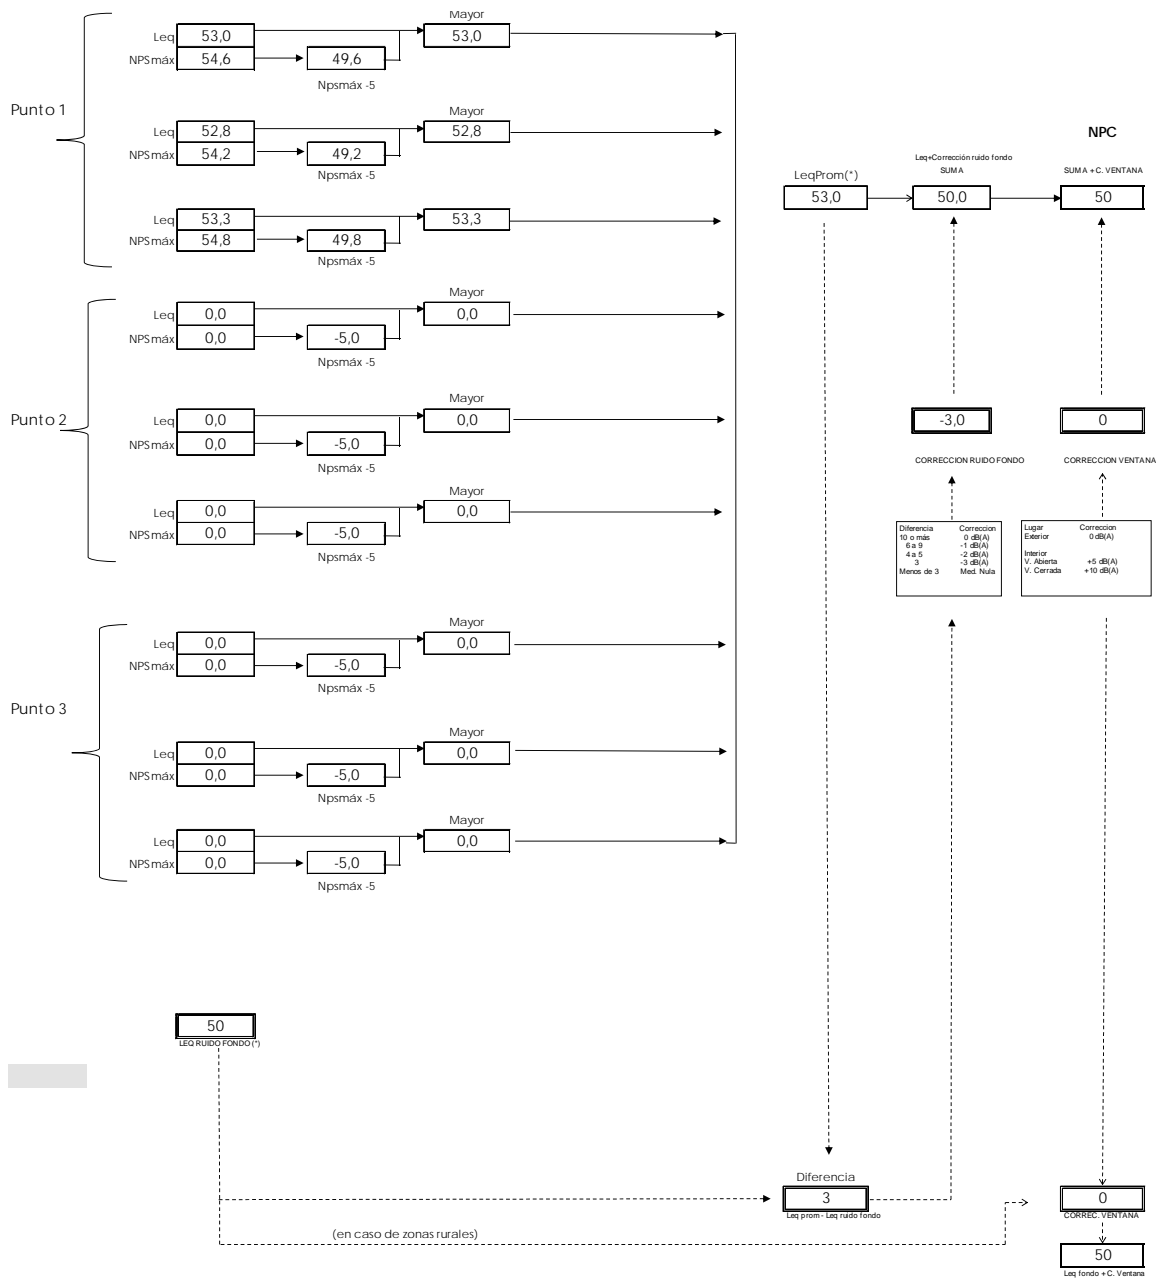 Mayor
Leq 53,0 53,0
NPSmáx 54,6 49,6
Npsmáx -5
Punto 1
Leq 52,8 Mayor 52,8
NPSmáx 54,2 49,2
Npsmáx -5
Leq 53,3 53,3
NPSmáx 54,8 49,8
Npsmáx -5
Mayor
Leq 0,0 0,0
NPSmáx 0,0 -5,0
Npsmáx -5
Punto 2
Mayor
Leq 0,0 0,0
NPSmáx 0,0 -5,0
Npsmáx -5
Mayor
Leq 0,0 0,0
NPSmáx 0,0 -5,0
Npsmáx -5
Mayor
Leq 0,0 0,0
NPSmáx 0,0 -5,0
Npsmáx -5
Punto 3
Mayor
Leq 0,0 0,0
NPSmáx 0,0 -5,0
Npsmáx -5
Mayor
Leq 0,0 0,0
NPSmáx 0,0 -5,0
Npsmáx -5
NPC
Leq+Corrección ruido fondo
LeqProm(*) SUMA SUMA + C. VENTANA
53,0 50,0 50
-3,0 0
CORRECCION RUIDO FONDO CORRECCION VENTANA
Diferencia Correccion
10 o más 0 dB(A)
6 a 9 -1 dB(A)
4 a 5 -2 dB(A)
3 -3 dB(A)
Menos de 3 Med. Nula
Lugar Correccion
Exterior 0 dB(A)
Interior
V. Abierta +5 dB(A)
V. Cerrada +10 dB(A)
50
LEQ RUIDO FONDO (*)
Diferencia
3
Leq prom - Leq ruido fondo
(en caso de zonas rurales)
0
CORREC. VENTANA
50
Leq fondo + C. Ventana